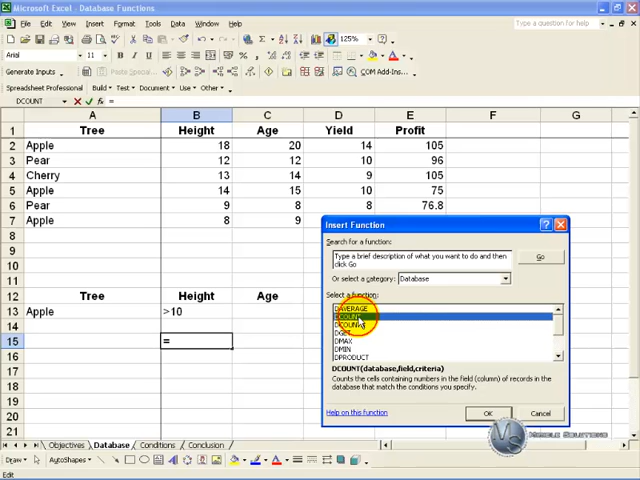 Microsoft Excel - Database Functions
File Edit View Insert Format Tools Data Window Help
Type a question for help
125%
Arial 11 B I U
Generate Inputs Paste Special... COM Add-Ins...
Spreadsheet Professional Build Test Document Use Other
DCOUNT =
A B C D E F G
1 Tree Height Age Yield Profit
2 Apple 18 20 14 105
3 Pear 12 12 10 96
4 Cherry 13 14 9 105
5 Apple 14 15 10 75
6 Pear 9 8 8 76.8
7 Apple 8 9
8
9
10
11
12 Tree Height Age
13 Apple >10
14
15 =
16
17
18
19
20
21
Insert Function
Search for a function:
Type a brief description of what you want to do and then
click Go
Go
Or select a category: Database
Select a function:
DAVERAGE
DCOUNT
DCOUNTA
DGET
DMAX
DMIN
DPRODUCT
DCOUNT(database,field,criteria)
Counts the cells containing numbers in the field (column) of records in the
database that match the conditions you specify.
Help on this function OK Cancel
Objectives Database Conditions Conclusion
Draw AutoShapes
Edit